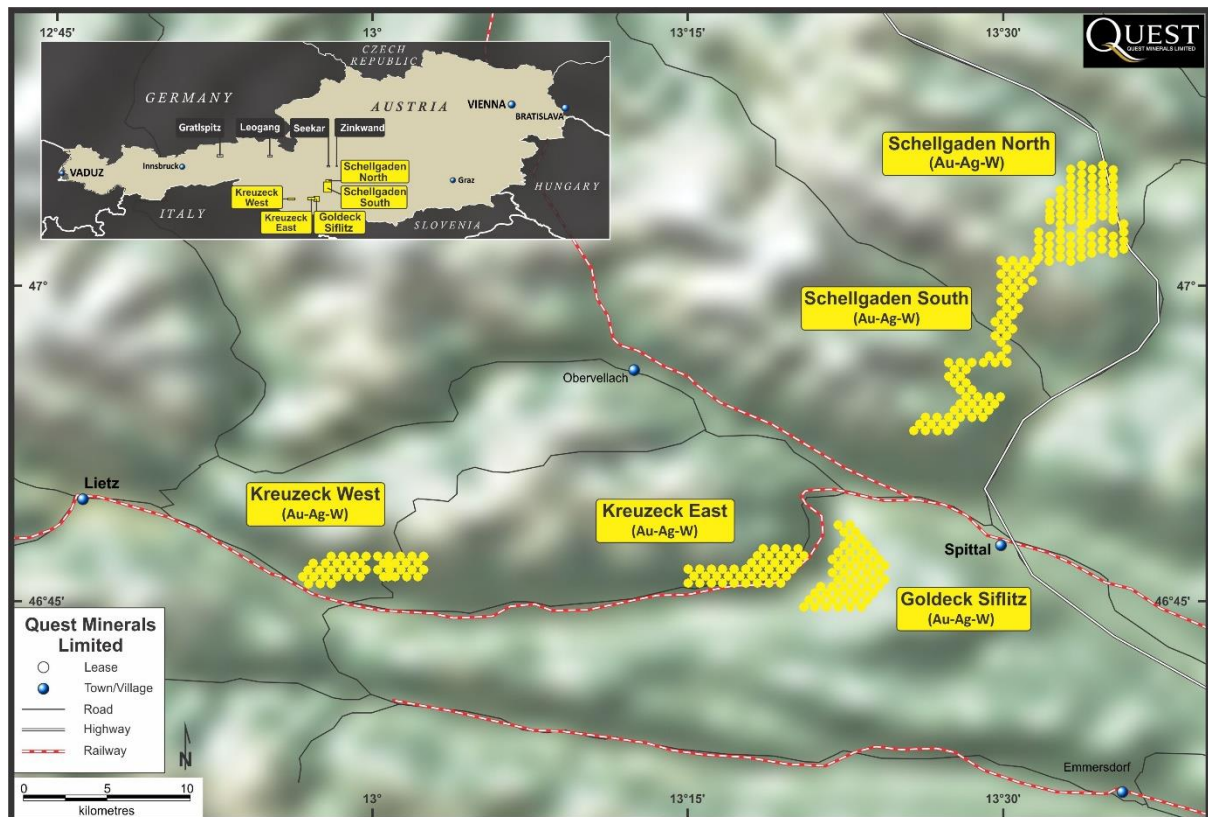 12°45'
13°
13°15'
13°30'
QUEST
QUEST MINERALS LIMITED
CZECH
REPUBLIC
GERMANY
AUSTRIA
VIENNA
BRATISLAVA
Gratlspitz
Leogang
Seekar
Zinkwand
VADUZ
Innsbruck
Schellgaden
North
Schellgaden
South
Graz
HUNGARY
Kreuzeck
West
ITALY
Kreuzeck
East
Goldeck
Siflitz
SLOVENIA
Schellgaden North
(Au-Ag-W)
47°
47°
Schellgaden South
(Au-Ag-W)
Obervellach
Lietz
Kreuzeck West
(Au-Ag-W)
Kreuzeck East
(Au-Ag-W)
Spittal
Goldeck Siflitz
(Au-Ag-W)
46°45'
46°45'
Quest Minerals
Limited
Lease
Town/Village
Road
Highway
Railway
N
0 5 10
kilometres
Emmersdorf
13°
13°15'
13°30'